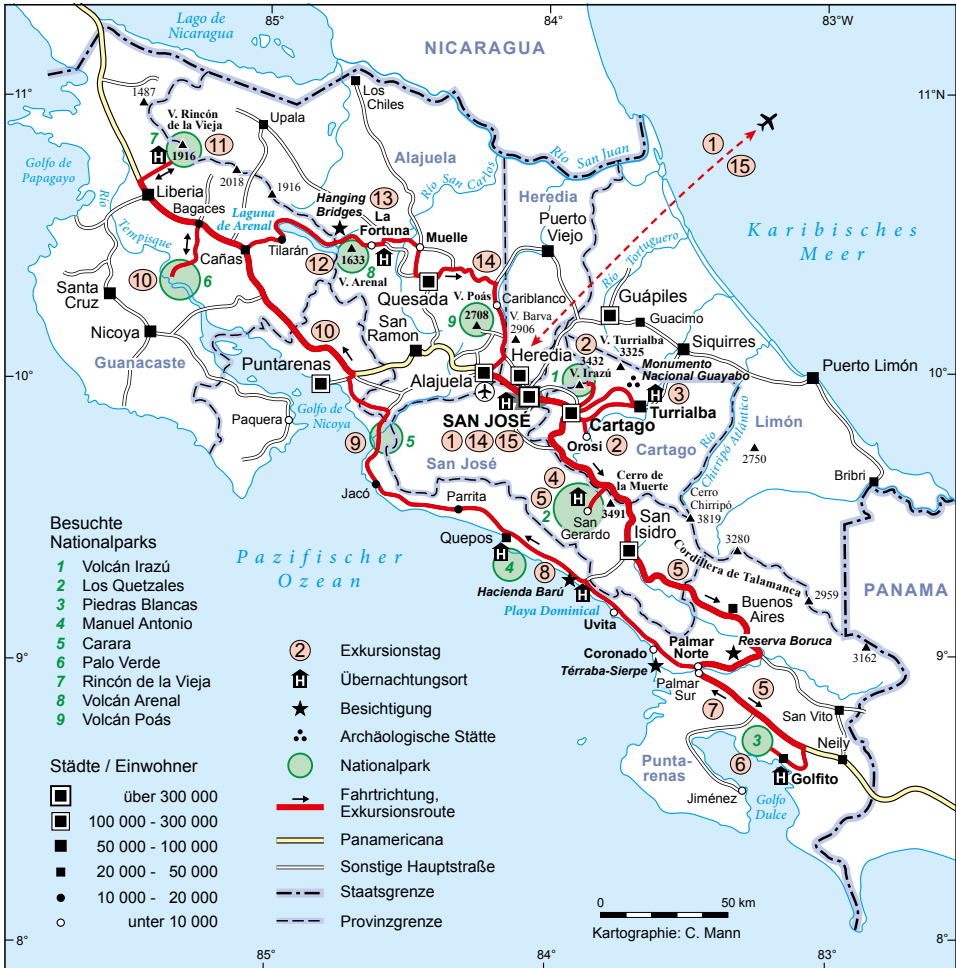 85°
84°
83°W
Lago de
Nicaragua
NICARAGUA
11°
11°N
1487
Los
Chiles
V. Rincón
de la Vieja
Upala
7
1916
11
Alajuela
Río San Juan
1
15
Golfo de
Papagayo
2018
1916
Río San Carlos
Heredia
Liberia
Hanging
Bridges
13
La
Fortuna
Puerto
Viejo
Karibisches
Meer
Río
Tempisque
Bagaces
Laguna
de Arenal
Muelle
Río Tortuguero
Tilarán
Cañas
12
1633
8
V. Arenal
14
10
6
Quesada
Cariblanco
Santa
Cruz
V. Poás
2708
9
V. Barva
2906
Guápiles
Guacimo
Nicoya
10
San
Ramon
2
V. Turrialba
3325
Siquirres
Guanacaste
Puntarenas
Heredia
3432
V. Irazú
1
Monumento
Nacional Guayabo
Puerto Limón
10°
10°
Alajuela
3
Paquera
Golfo de
Nicoya
SAN JOSÉ
Turrialba
Cartago
Limón
9
5
1
14
15
Orosi
2
Cartago
Río
Chirripó Atlántico
San José
2750
Jacó
4
5
Cerro de
la Muerte
Bribri
Parrita
2
San
Gerardo
3491
Cerro
Chirripó
3819
San
Isidro
Quepos
3280
Besuchte
Nationalparks
1 Volcán Irazú
2 Los Quetzales
3 Piedras Blancas
4 Manuel Antonio
5 Carara
6 Palo Verde
7 Rincón de la Vieja
8 Volcán Arenal
9 Volcán Poás
Pazifischer
Ozean
4
8
Hacienda Barú
Playa Dominical
5
Cordillera de Talamanca
2959
PANAMA
Buenos
Aires
Uvita
Coronado
Palmar
Norte
Reserva Boruca
3162
9°
9°
Térraba-Sierpe
Palmar
Sur
5
7
San Vito
3
Neily
6
Golfito
Punta-
renas
Jiménez
Golfo
Dulce
2 Exkursionstag
H Übernachtungsort
Besichtigung
Archäologische Stätte
Nationalpark
Fahrtrichtung,
Exkursionsroute
Panamericana
Sonstige Hauptstraße
Staatsgrenze
Provinzgrenze
Städte / Einwohner
über 300 000
100 000 - 300 000
50 000 - 100 000
20 000 - 50 000
10 000 - 20 000
unter 10 000
0 50 km
Kartographie: C. Mann
8°
8°
85°
84°
83°